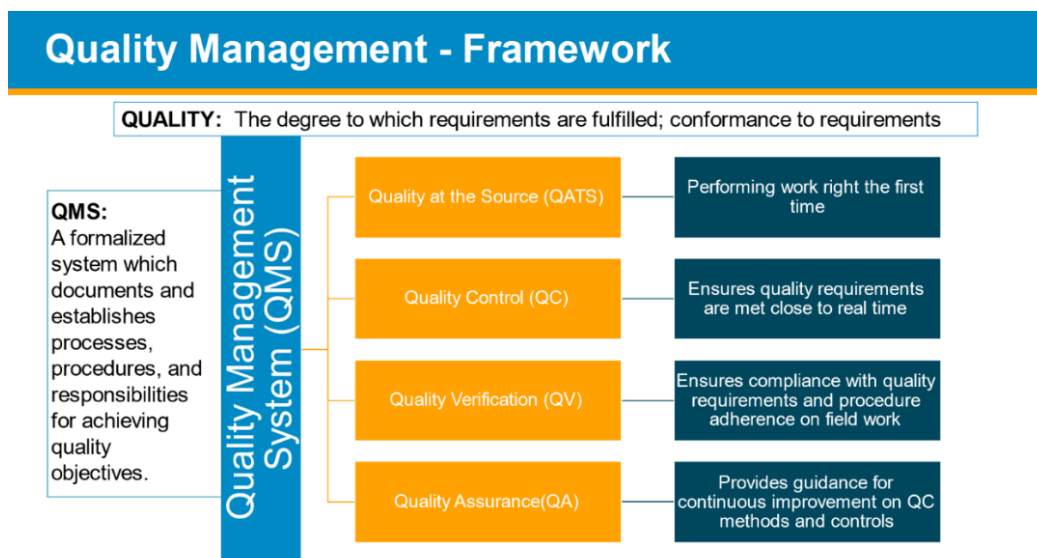 Quality Management - Framework
QUALITY: The degree to which requirements are fulfilled; conformance to requirements
QMS:
A formalized
system which
documents and
establishes
processes,
procedures, and
responsibilities
for achieving
quality
objectives.
Quality Management
System (QMS)
Quality at the Source (QATS)
Performing work right the first
time
Quality Control (QC)
Ensures quality requirements
are met close to real time
Quality Verification (QV)
Ensures compliance with quality
requirements and procedure
adherence on field work
Quality Assurance(QA)
Provides guidance for
continuous improvement on QC
methods and controls